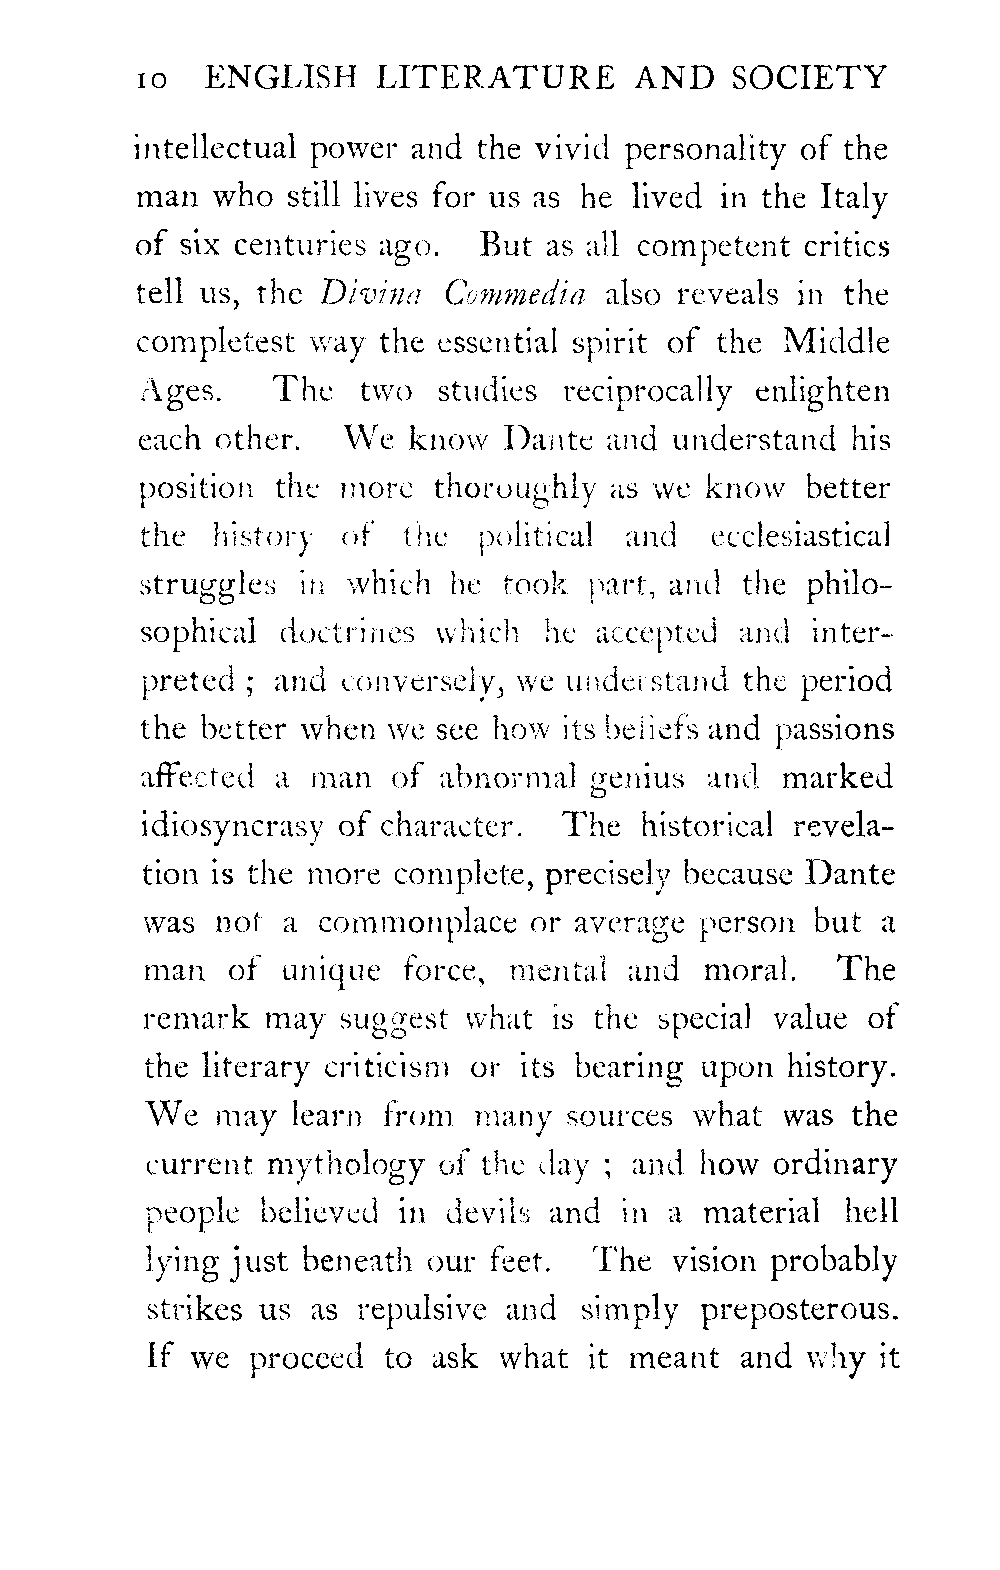 10 ENGLISH LITERATURE AND SOCIETY
intellectual power and the vivid personality of the
man who still lives for us as he lived in the Italy
of six centuries ago. But as all competent critics
tell us, the Divina Commedia also reveals in the
completest way the essential spirit of the Middle
Ages. The two studies reciprocally enlighten
each other. We know Dante and understand his
position the more thoroughly as we know better
the history of the political and ecclesiastical
struggles in which he took part, and the philo-
sophical doctrines which he accepted and inter-
preted ; and conversely, we understand the period
the better when we see how its beliefs and passions
affected a man of abnormal genius and marked
idiosyncrasy of character. The historical revela-
tion is the more complete, precisely because Dante
was not a commonplace or average person but a
man of unique force, mental and moral. The
remark may suggest what is the special value of
the literary criticism or its bearing upon history.
We may learn from many sources what was the
current mythology of the day ; and how ordinary
people believed in devils and in a material hell
lying just beneath our feet. The vision probably
strikes us as repulsive and simply preposterous.
If we proceed to ask what it meant and why it